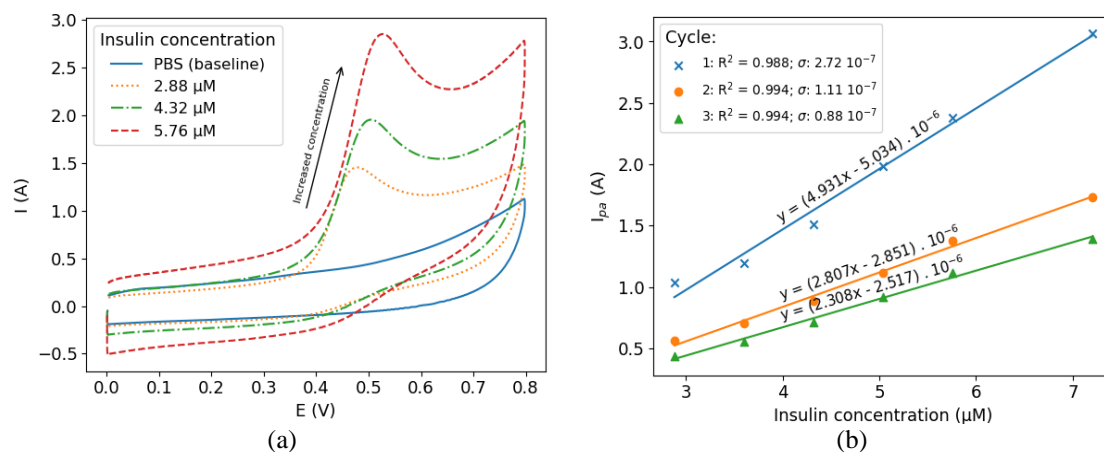 Insulin concentration
PBS (baseline)
2.88 μM
4.32 μM
5.76 μM
Increased concentration
I (A)
3.0
2.5
2.0
1.5
1.0
0.5
0.0
−0.5
0.0 0.1 0.2 0.3 0.4 0.5 0.6 0.7 0.8
E (V)
(a)
Cycle:
1: R² = 0.988; σ: 2.72 10⁻⁷
2: R² = 0.994; σ: 1.11 10⁻⁷
3: R² = 0.994; σ: 0.88 10⁻⁷
y = (4.931x - 5.034) . 10⁻⁶
y = (2.807x - 2.851) . 10⁻⁶
y = (2.308x - 2.517) . 10⁻⁶
Iₚₐ (A)
3.0
2.5
2.0
1.5
1.0
0.5
3 4 5 6 7
Insulin concentration (μM)
(b)